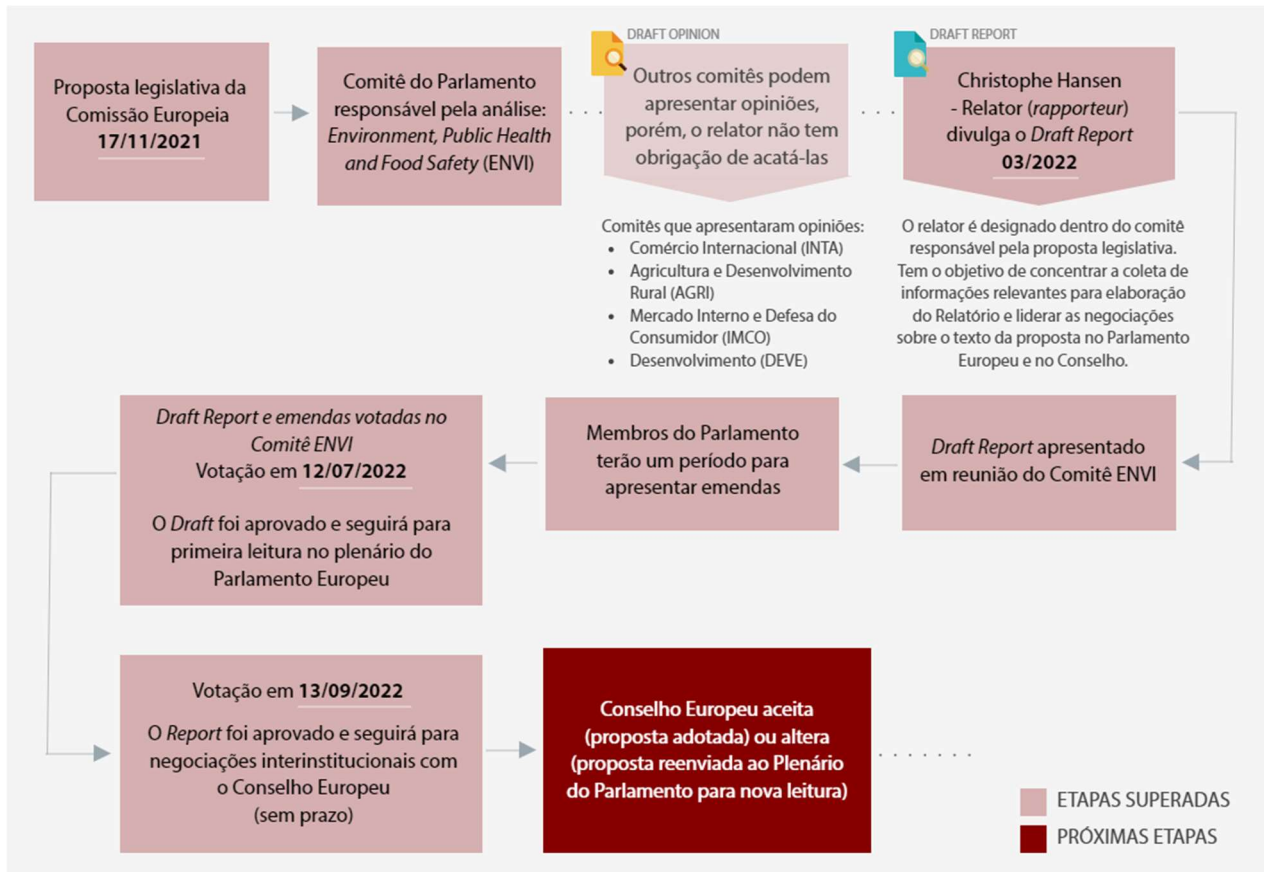 Proposta legislativa da
Comissão Europeia
17/11/2021
Comitê do Parlamento
responsável pela análise:
Environment, Public Health
and Food Safety (ENVI)
DRAFT OPINION
Outros comitês podem
apresentar opiniões,
porém, o relator não tem
obrigação de acatá-las
Comitês que apresentaram opiniões:
• Comércio Internacional (INTA)
• Agricultura e Desenvolvimento
Rural (AGRI)
• Mercado Interno e Defesa do
Consumidor (IMCO)
• Desenvolvimento (DEVE)
DRAFT REPORT
Christophe Hansen
- Relator (rapporteur)
divulga o Draft Report
03/2022
O relator é designado dentro do comitê
responsável pela proposta legislativa.
Tem o objetivo de concentrar a coleta de
informações relevantes para elaboração
do Relatório e liderar as negociações
sobre o texto da proposta no Parlamento
Europeu e no Conselho.
Draft Report apresentado
em reunião do Comitê ENVI
Membros do Parlamento
terão um período para
apresentar emendas
Draft Report e emendas votadas no
Comitê ENVI
Votação em 12/07/2022
O Draft foi aprovado e seguirá para
primeira leitura no plenário do
Parlamento Europeu
Votação em 13/09/2022
O Report foi aprovado e seguirá para
negociações interinstitucionais com
o Conselho Europeu
(sem prazo)
Conselho Europeu aceita
(proposta adotada) ou altera
(proposta reenviada ao Plenário
do Parlamento para nova leitura)
ETAPAS SUPERADAS
PRÓXIMAS ETAPAS